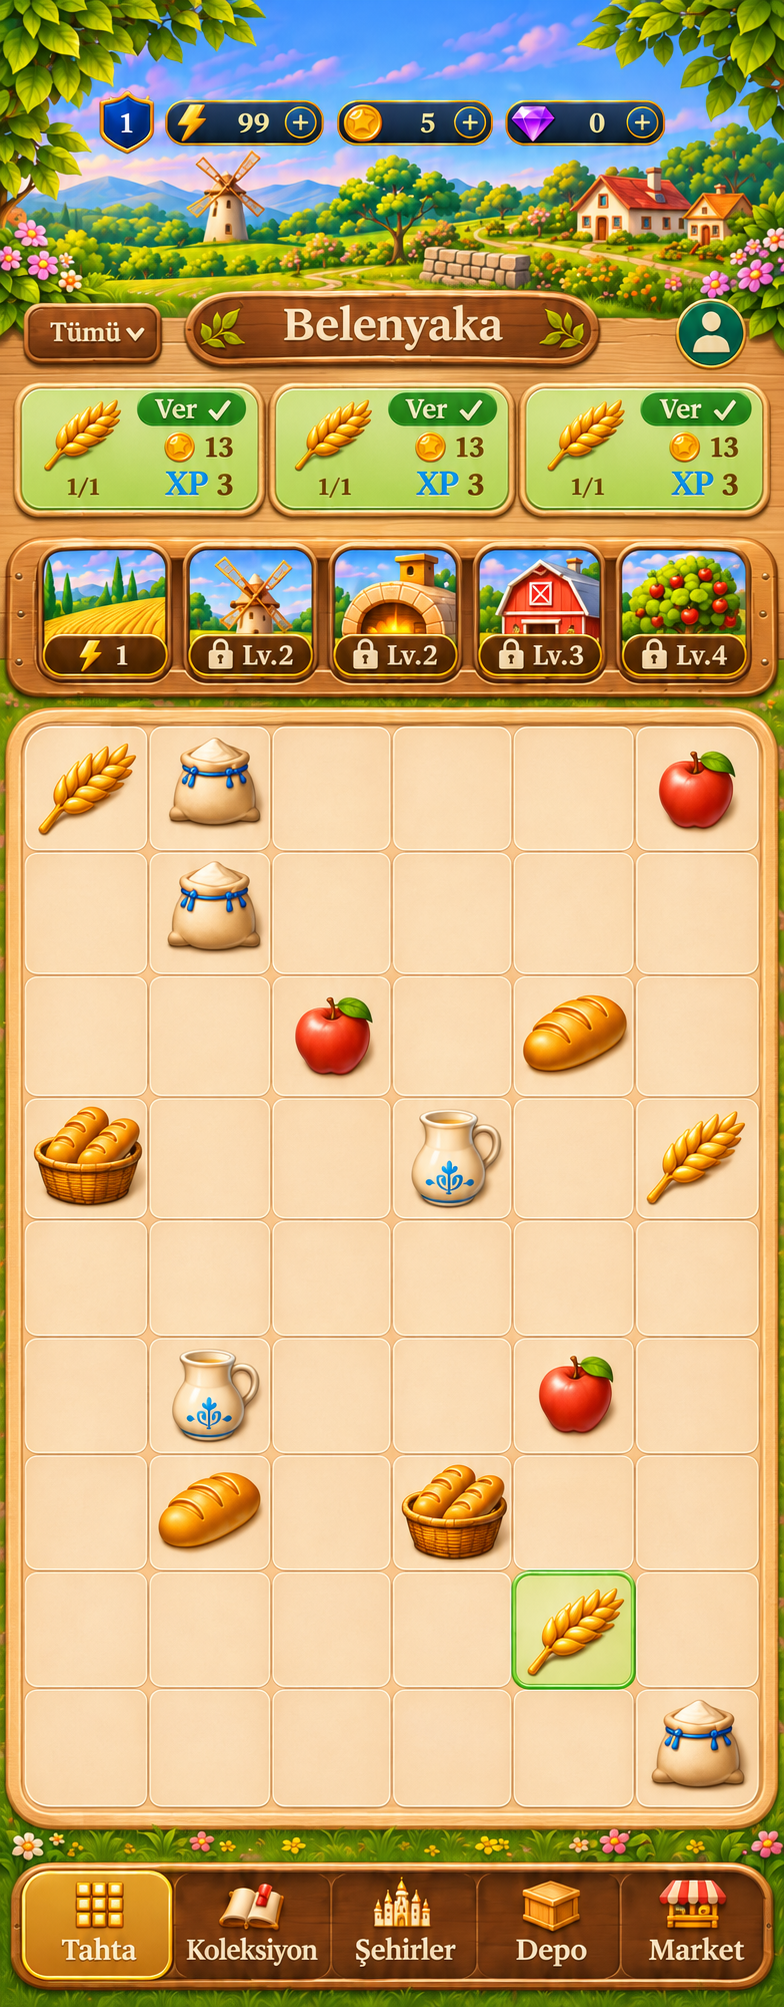 1 99 + 5 + 0 +
Tümü Belenyaka
Ver Ver Ver
13 13 13
1/1 XP 3 1/1 XP 3 1/1 XP 3
1 Lv.2 Lv.2 Lv.3 Lv.4
Tahta Koleksiyon Şehirler Depo Market